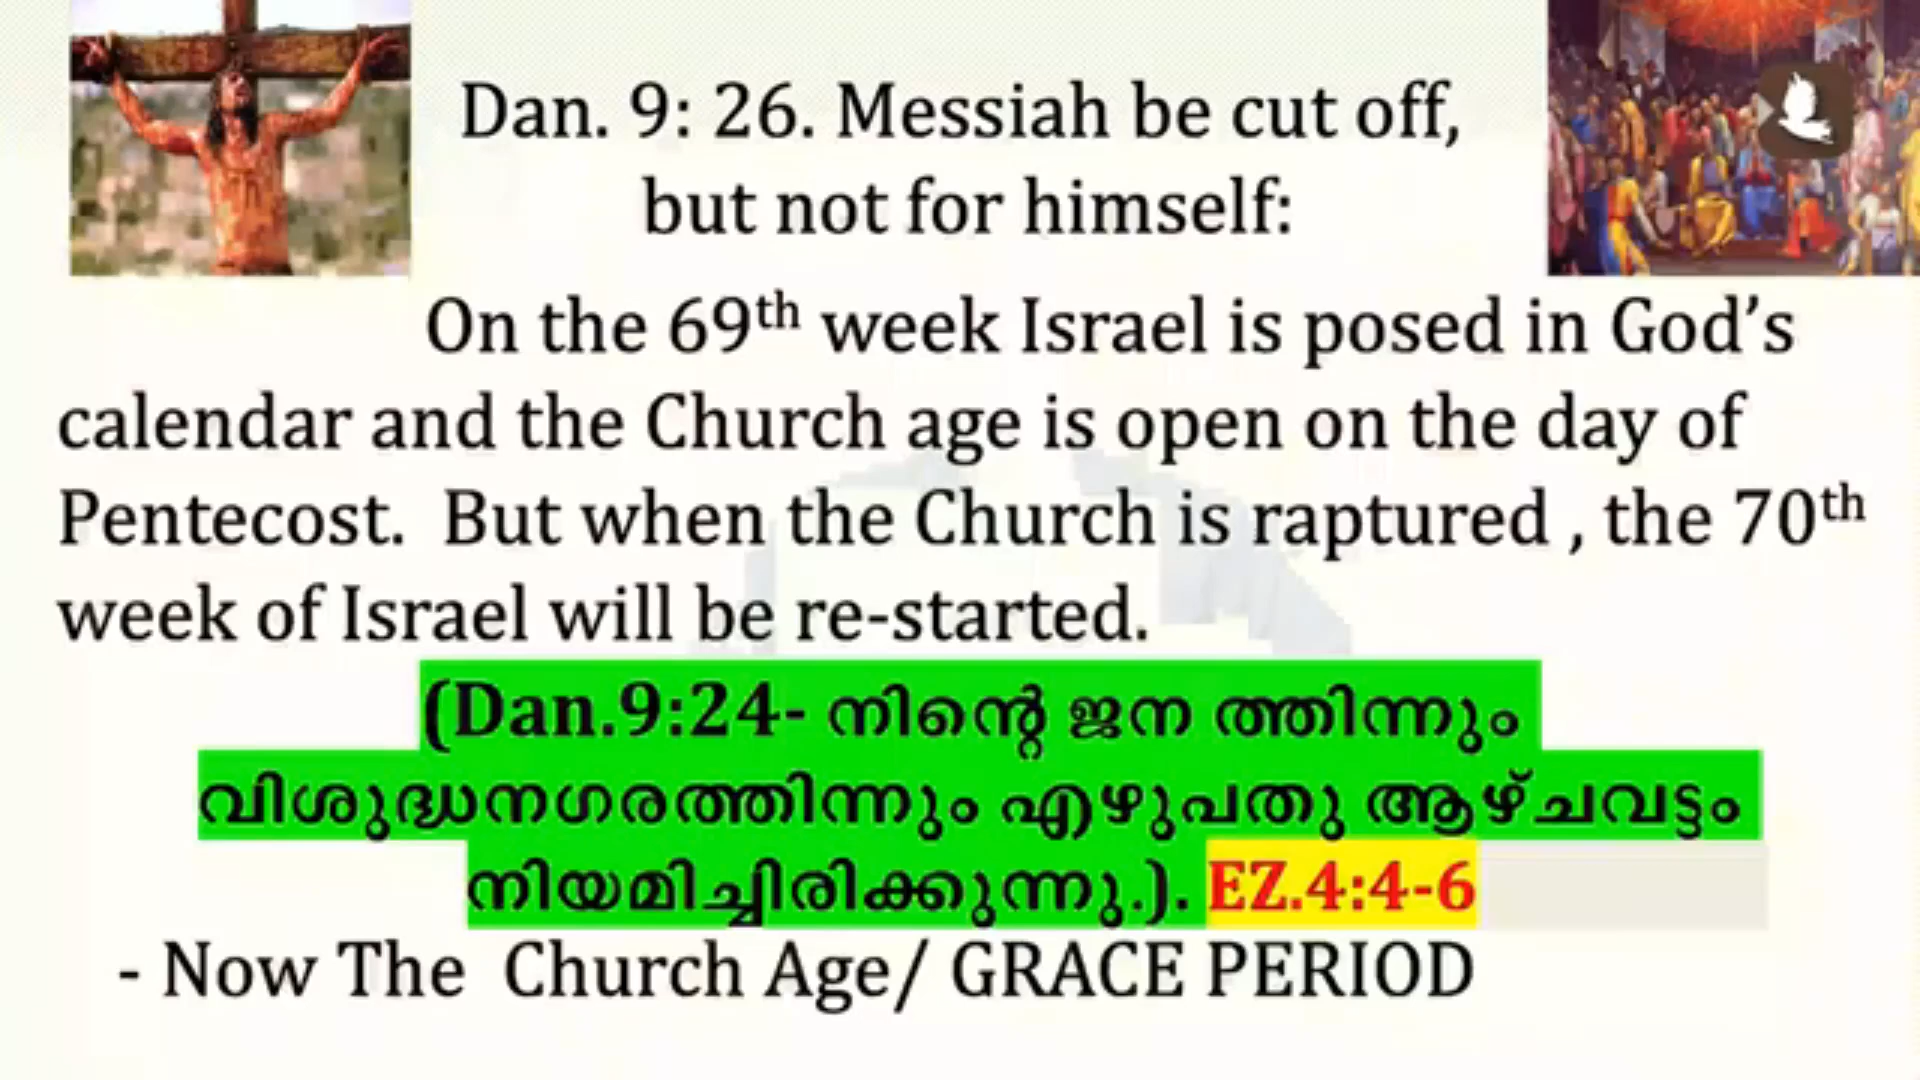 Dan. 9: 26. Messiah be cut off,
but not for himself:
On the 69th week Israel is posed in God’s
calendar and the Church age is open on the day of
Pentecost. But when the Church is raptured , the 70th
week of Israel will be re-started.
(Dan.9:24- നിന്റെ ജന ത്തിന്നും
വിശുദ്ധനഗരത്തിന്നും എഴുപതു ആഴ്ചവട്ടം
നിയമിച്ചിരിക്കുന്നു.). EZ.4:4-6
- Now The Church Age/ GRACE PERIOD